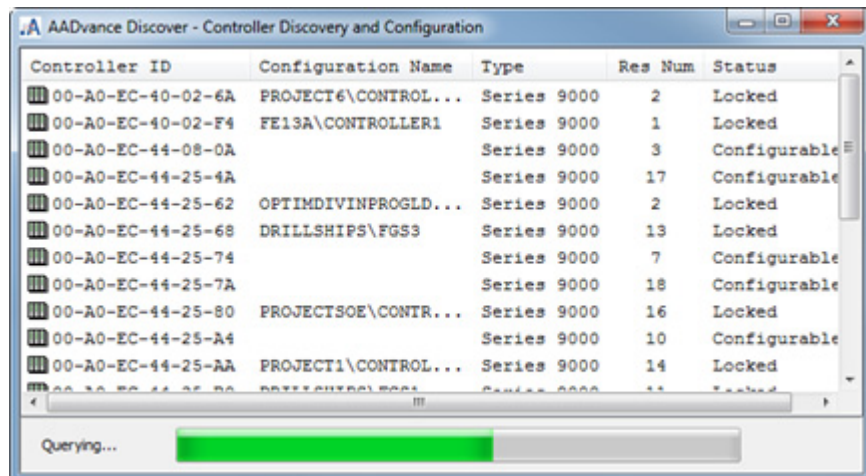 AADvance Discover - Controller Discovery and Configuration
Controller ID Configuration Name Type Res Num Status
00-A0-EC-40-02-6A PROJECT6\CONTROL... Series 9000 2 Locked
00-A0-EC-40-02-F4 FE13A\CONTROLLER1 Series 9000 1 Locked
00-A0-EC-44-08-0A Series 9000 3 Configurable
00-A0-EC-44-25-4A Series 9000 17 Configurable
00-A0-EC-44-25-62 OPTIMDIVINPROGLD... Series 9000 2 Locked
00-A0-EC-44-25-68 DRILLSHIPS\FGS3 Series 9000 13 Locked
00-A0-EC-44-25-74 Series 9000 7 Configurable
00-A0-EC-44-25-7A Series 9000 18 Configurable
00-A0-EC-44-25-80 PROJECTSOE\CONTR... Series 9000 16 Locked
00-A0-EC-44-25-A4 Series 9000 10 Configurable
00-A0-EC-44-25-AA PROJECT1\CONTROL... Series 9000 14 Locked
Querying...